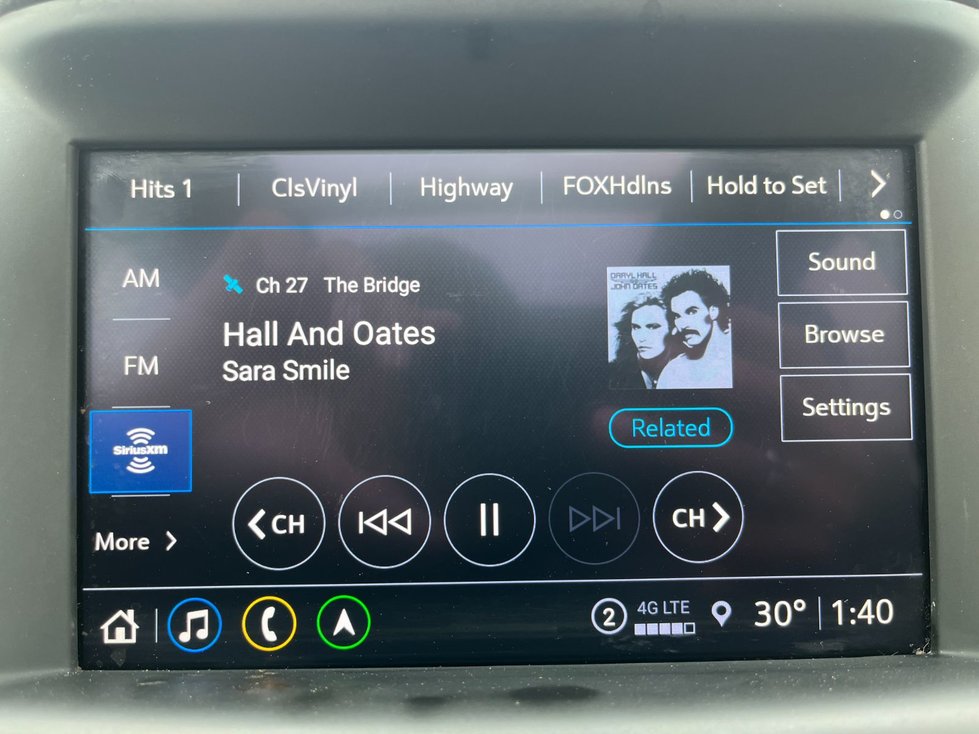 Hits 1
ClsVinyl
Highway
FOXHdlns
Hold to Set
AM
FM
SiriusXM
More
Ch 27 The Bridge
Hall And Oates
Sara Smile
DARYL HALL
JOHN OATES
Related
Sound
Browse
Settings
CH
CH
2
4G LTE
30°
1:40